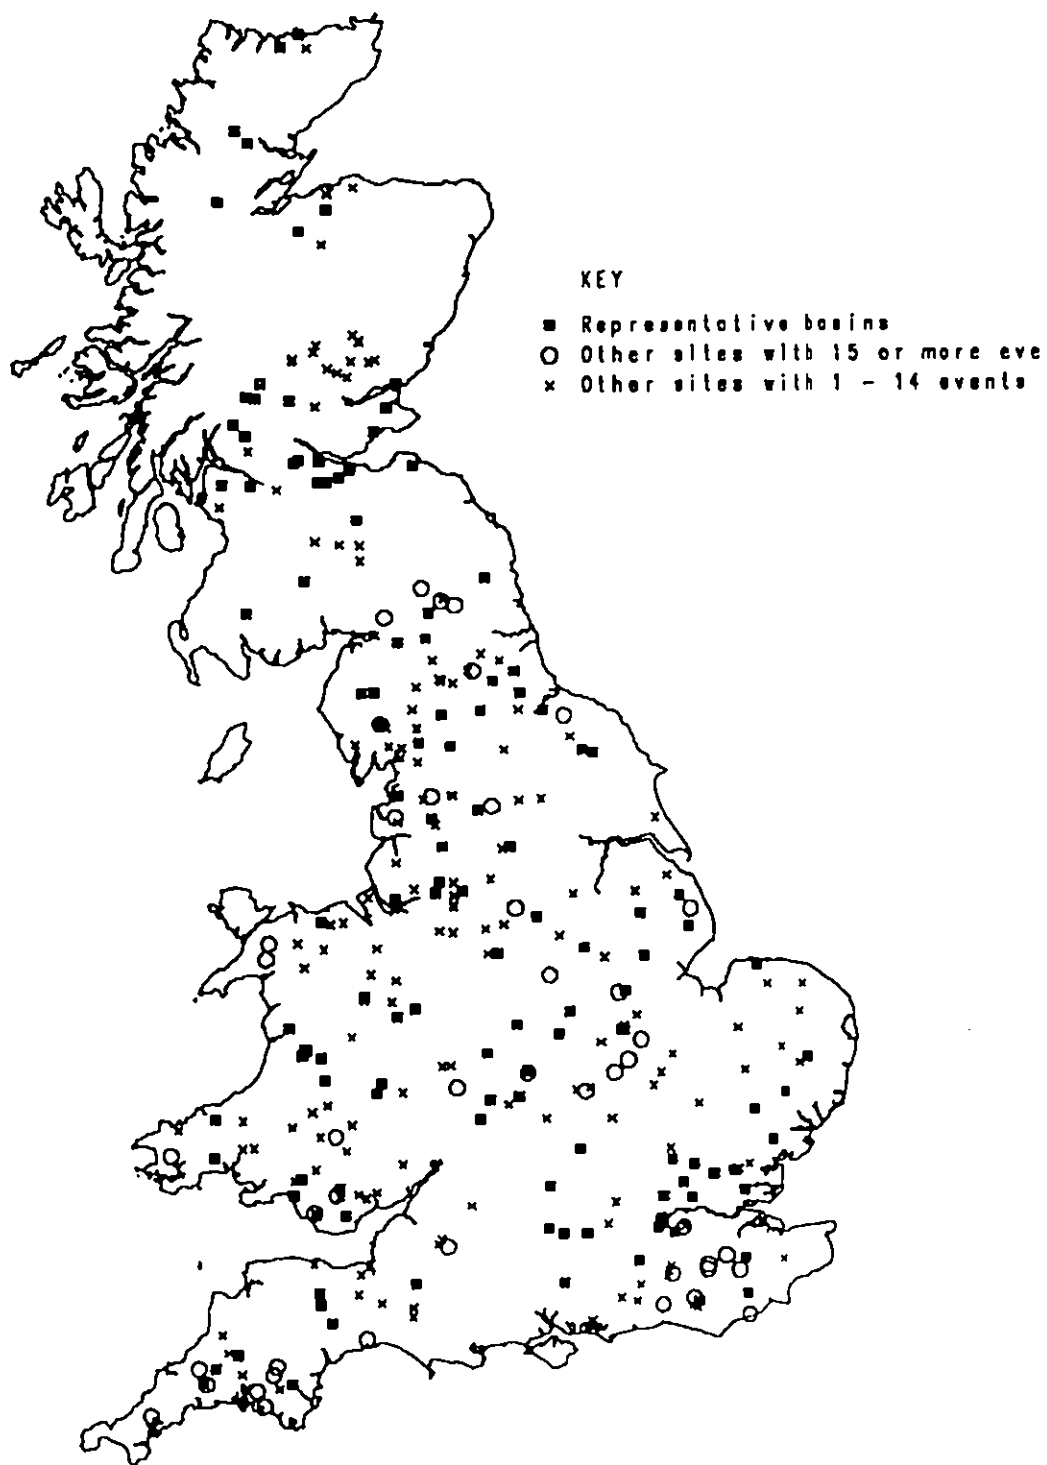 KEY
Representative basins
Other sites with 15 or more eve
Other sites with 1 - 14 events